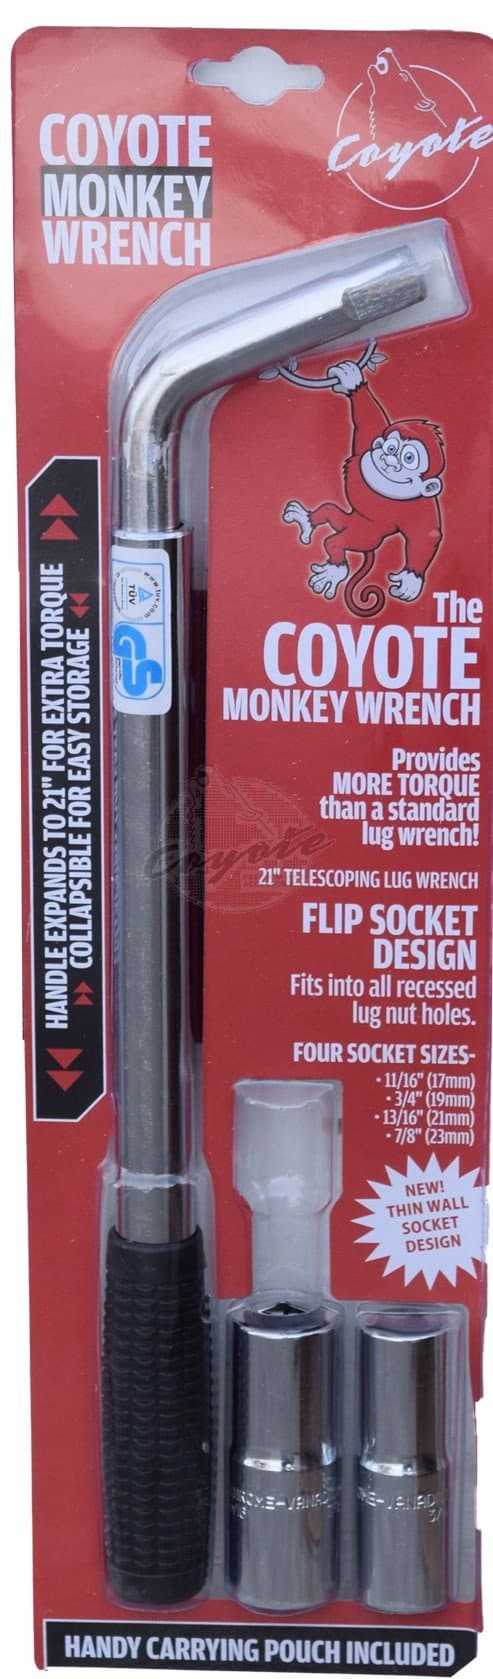 COYOTE
MONKEY
WRENCH
Coyote
HANDLE EXPANDS TO 21" FOR EXTRA TORQUE
COLLAPSIBLE FOR EASY STORAGE
www.tuv.com
TÜV
GS
The
COYOTE
MONKEY WRENCH
Provides
MORE TORQUE
than a standard
lug wrench!
21" TELESCOPING LUG WRENCH
Coyote
FLIP SOCKET
DESIGN
Fits into all recessed
lug nut holes.
FOUR SOCKET SIZES-
• 11/16" (17mm)
• 3/4" (19mm)
• 13/16" (21mm)
• 7/8" (23mm)
NEW!
THIN WALL
SOCKET
DESIGN
HANDY CARRYING POUCH INCLUDED